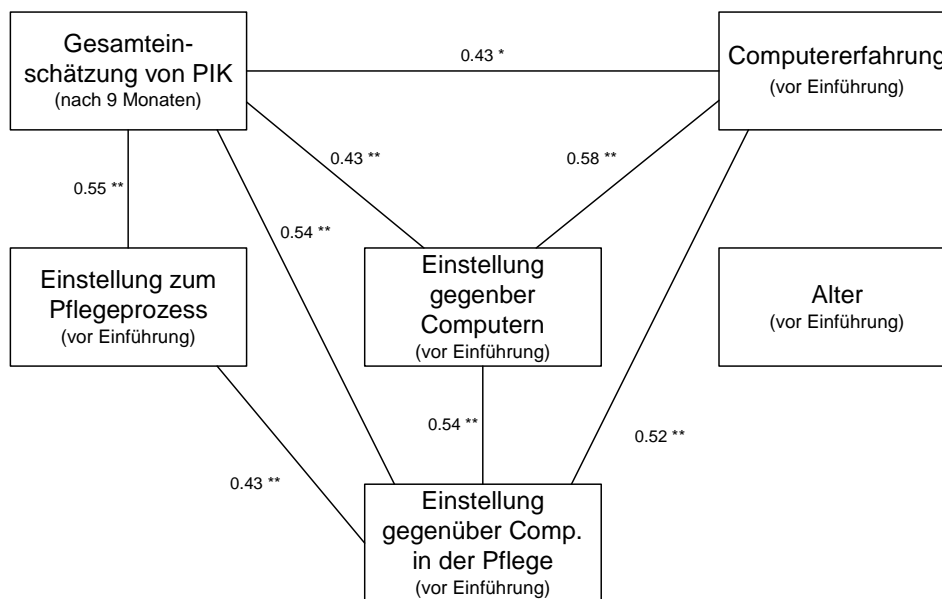 Gesamtein-
schätzung von PIK
(nach 9 Monaten)
0.43 *
Computererfahrung
(vor Einführung)
0.43 **
0.58 **
0.55 **
0.54 **
Einstellung zum
Pflegeprozess
(vor Einführung)
Einstellung
gegenber
Computern
(vor Einführung)
Alter
(vor Einführung)
0.54 **
0.52 **
0.43 **
Einstellung
gegenüber Comp.
in der Pflege
(vor Einführung)